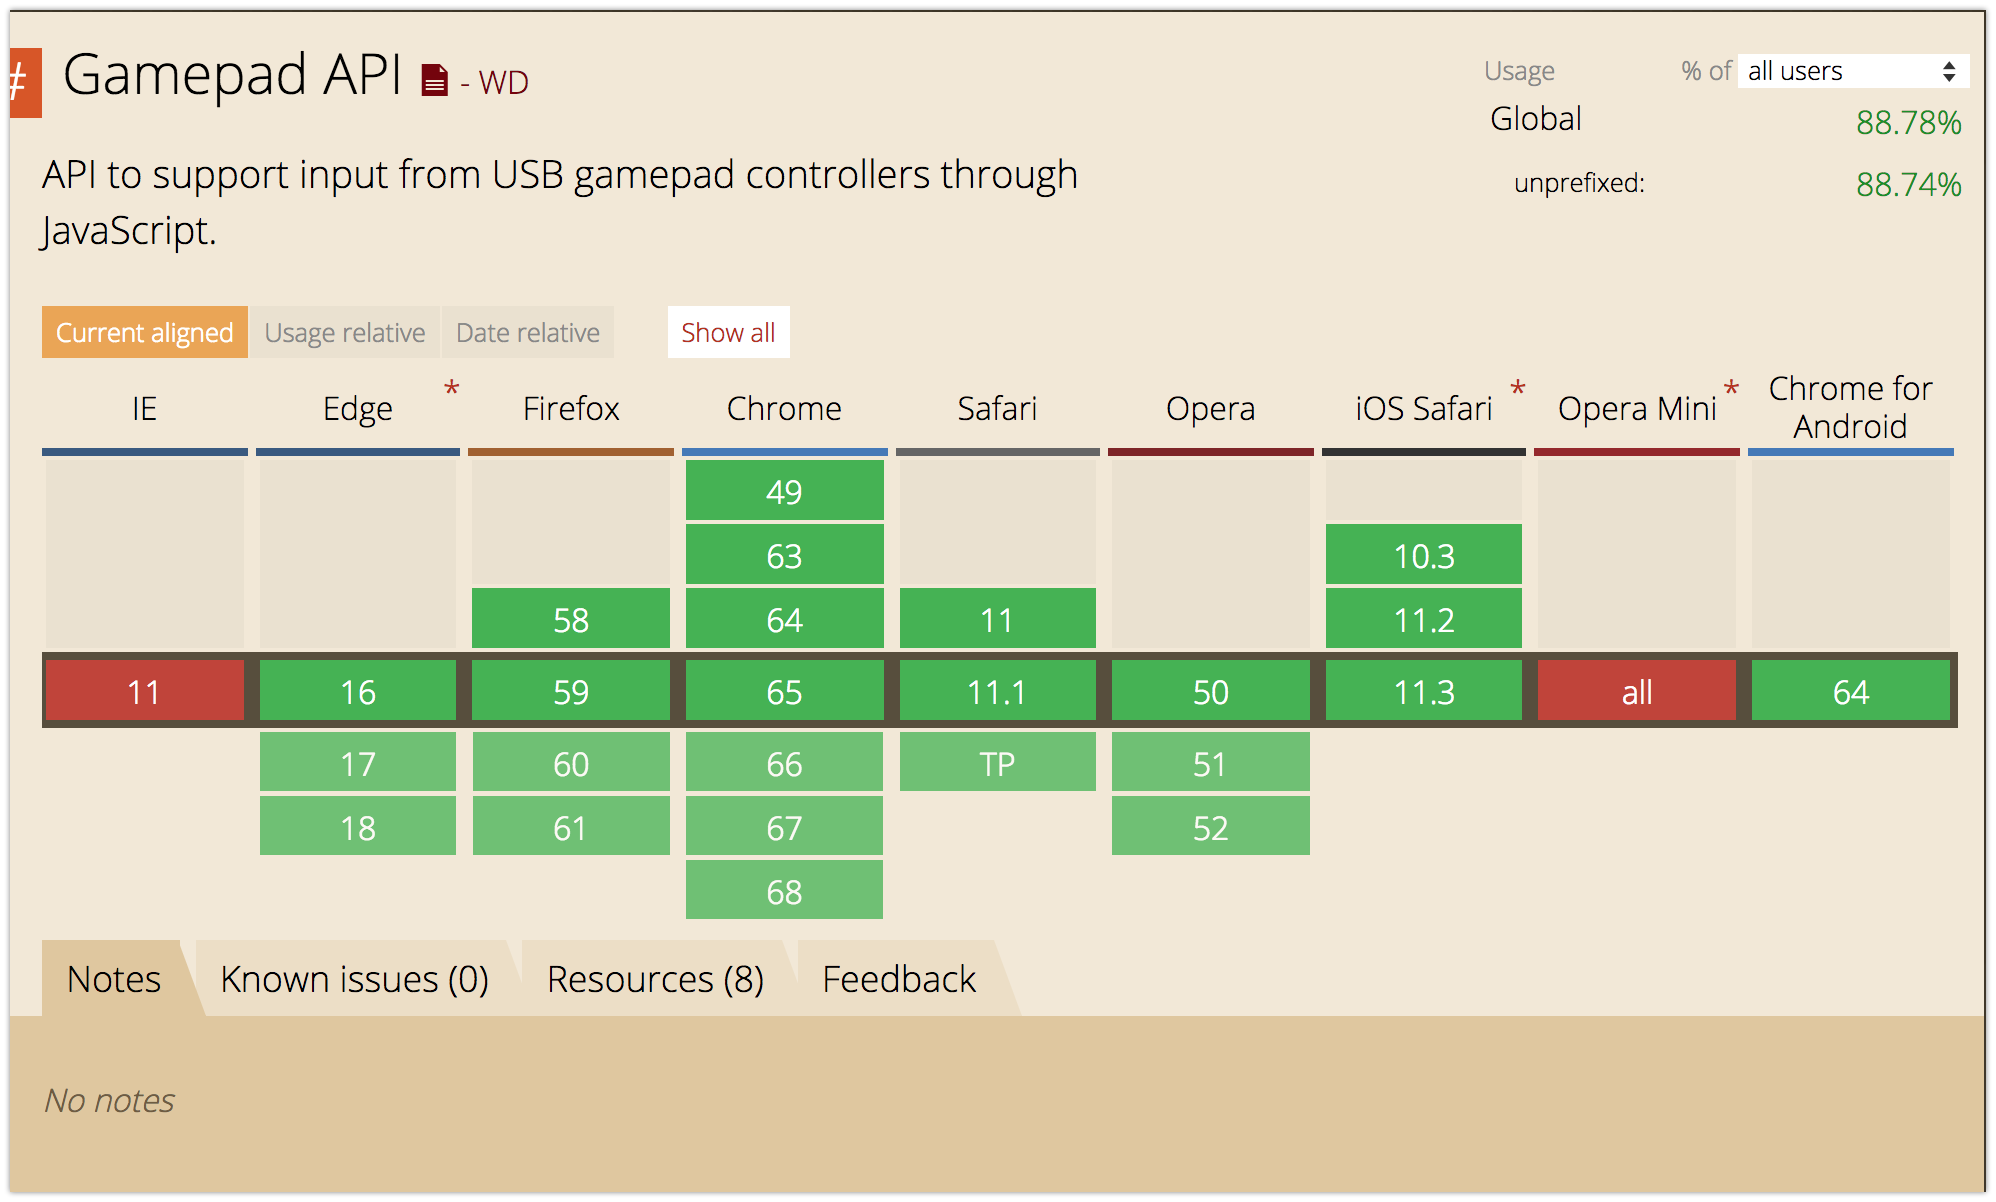 #
Gamepad API - WD
Usage % of all users
Global 88.78%
unprefixed: 88.74%
API to support input from USB gamepad controllers through
JavaScript.
Current aligned Usage relative Date relative Show all
IE Edge * Firefox Chrome Safari Opera iOS Safari * Opera Mini * Chrome for
Android
49
63 10.3
58 64 11 11.2
11 16 59 65 11.1 50 11.3 all 64
17 60 66 TP 51
18 61 67 52
68
Notes Known issues (0) Resources (8) Feedback
No notes